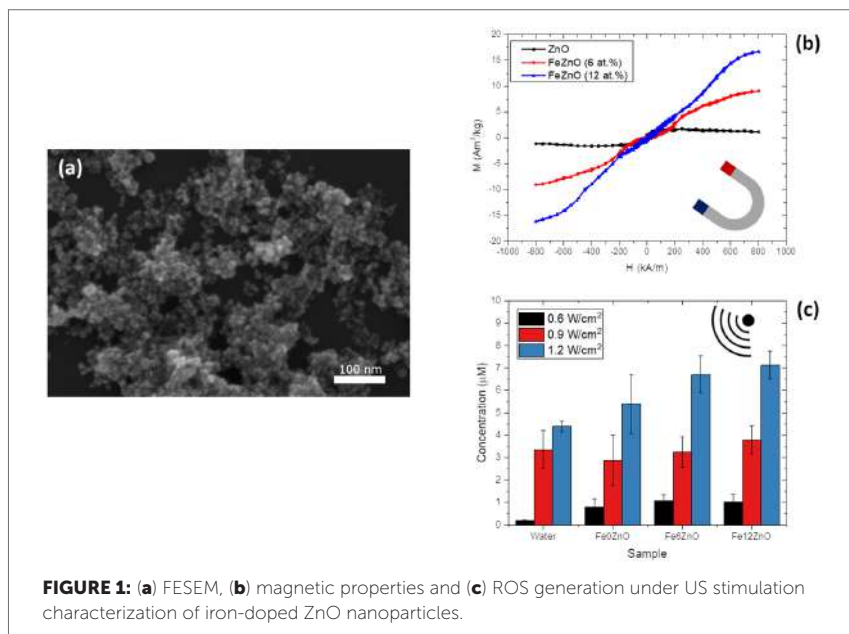 (a)
100 nm
(b)
ZnO
FeZnO (6 at.%)
FeZnO (12 at.%)
M (Am²/kg)
20
15
10
5
0
-5
-10
-15
-20
-1000 -800 -600 -400 -200 0 200 400 600 800 1000
H (kA/m)
(c)
0.6 W/cm²
0.9 W/cm²
1.2 W/cm²
Concentration (μM)
10
9
8
7
6
5
4
3
2
1
0
Water Fe0ZnO Fe6ZnO Fe12ZnO
Sample
FIGURE 1: (a) FESEM, (b) magnetic properties and (c) ROS generation under US stimulation
characterization of iron-doped ZnO nanoparticles.